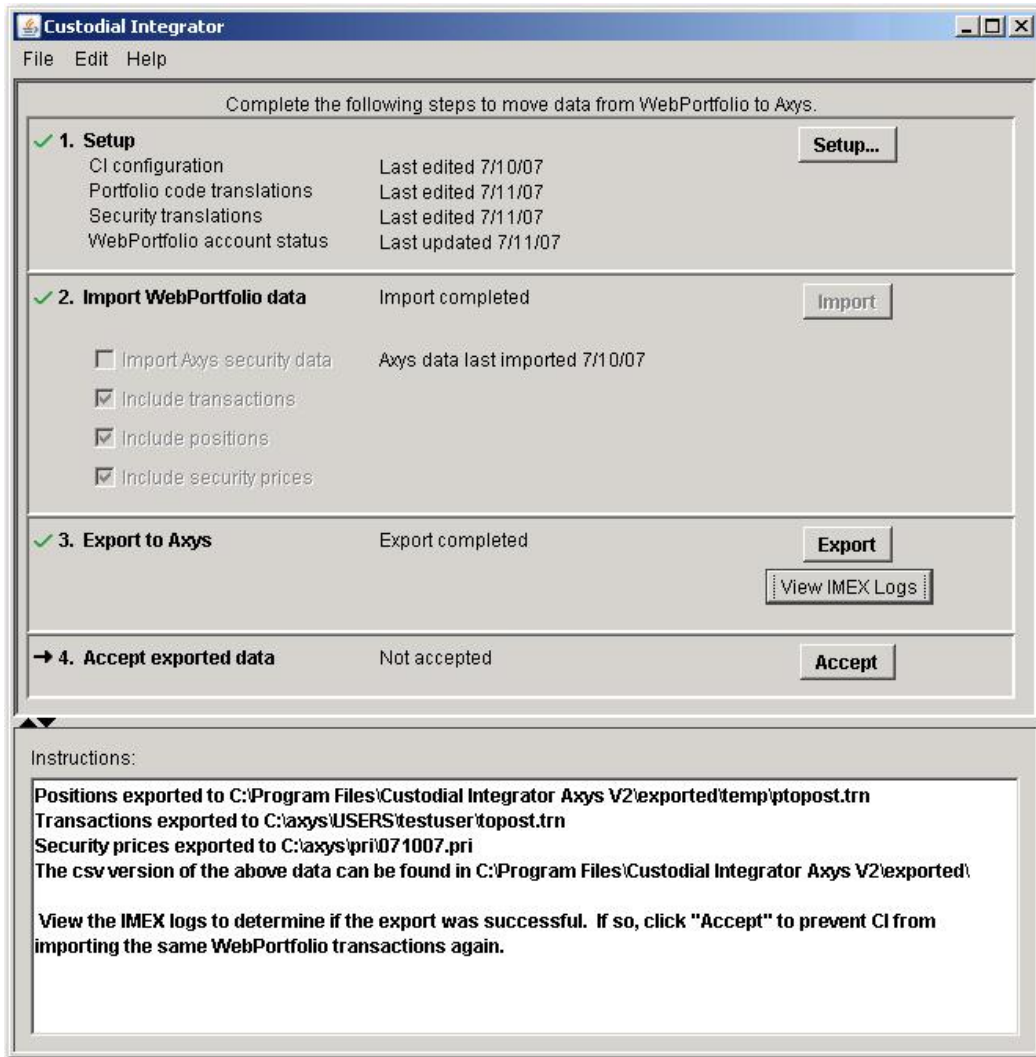 Custodial Integrator
File Edit Help
Complete the following steps to move data from WebPortfolio to Axys.
1. Setup
Setup...
CI configuration Last edited 7/10/07
Portfolio code translations Last edited 7/11/07
Security translations Last edited 7/11/07
WebPortfolio account status Last updated 7/11/07
2. Import WebPortfolio data Import completed Import
Import Axys security data Axys data last imported 7/10/07
Include transactions
Include positions
Include security prices
3. Export to Axys Export completed Export
View IMEX Logs
4. Accept exported data Not accepted Accept
Instructions:
Positions exported to C:\Program Files\Custodial Integrator Axys V2\exported\temp\ptopost.trn
Transactions exported to C:\axys\USERS\testuser\topost.trn
Security prices exported to C:\axys\pri\071007.pri
The csv version of the above data can be found in C:\Program Files\Custodial Integrator Axys V2\exported\
View the IMEX logs to determine if the export was successful. If so, click "Accept" to prevent CI from
importing the same WebPortfolio transactions again.